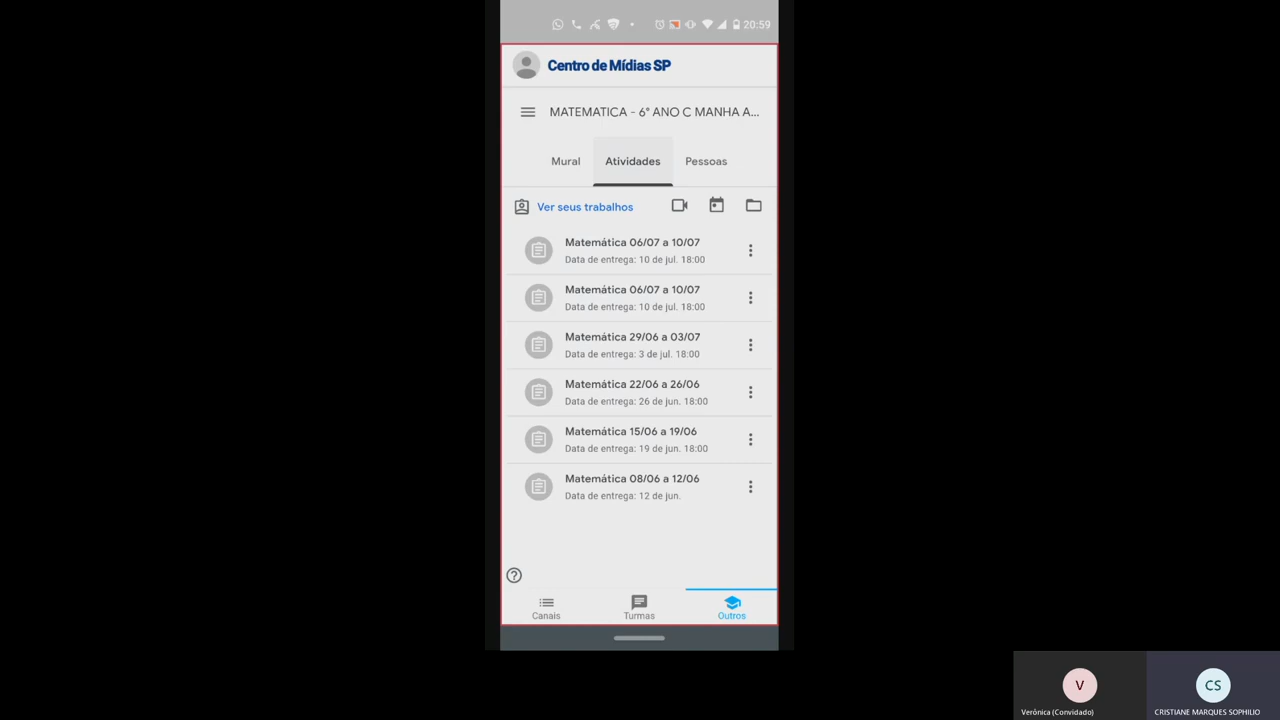 20:59
Centro de Mídias SP
MATEMATICA - 6° ANO C MANHA A...
Mural Atividades Pessoas
Ver seus trabalhos
Matemática 06/07 a 10/07
Data de entrega: 10 de jul. 18:00
Matemática 06/07 a 10/07
Data de entrega: 10 de jul. 18:00
Matemática 29/06 a 03/07
Data de entrega: 3 de jul. 18:00
Matemática 22/06 a 26/06
Data de entrega: 26 de jun. 18:00
Matemática 15/06 a 19/06
Data de entrega: 19 de jun. 18:00
Matemática 08/06 a 12/06
Data de entrega: 12 de jun.
Canais Turmas Outros
V CS
Verônica (Convidado) CRISTIANE MARQUES SOPHILIO